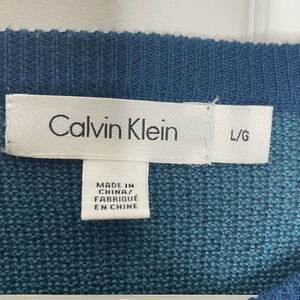 Calvin Klein
L/G
MADE IN
CHINA/
FABRIQUÉ
EN CHINE